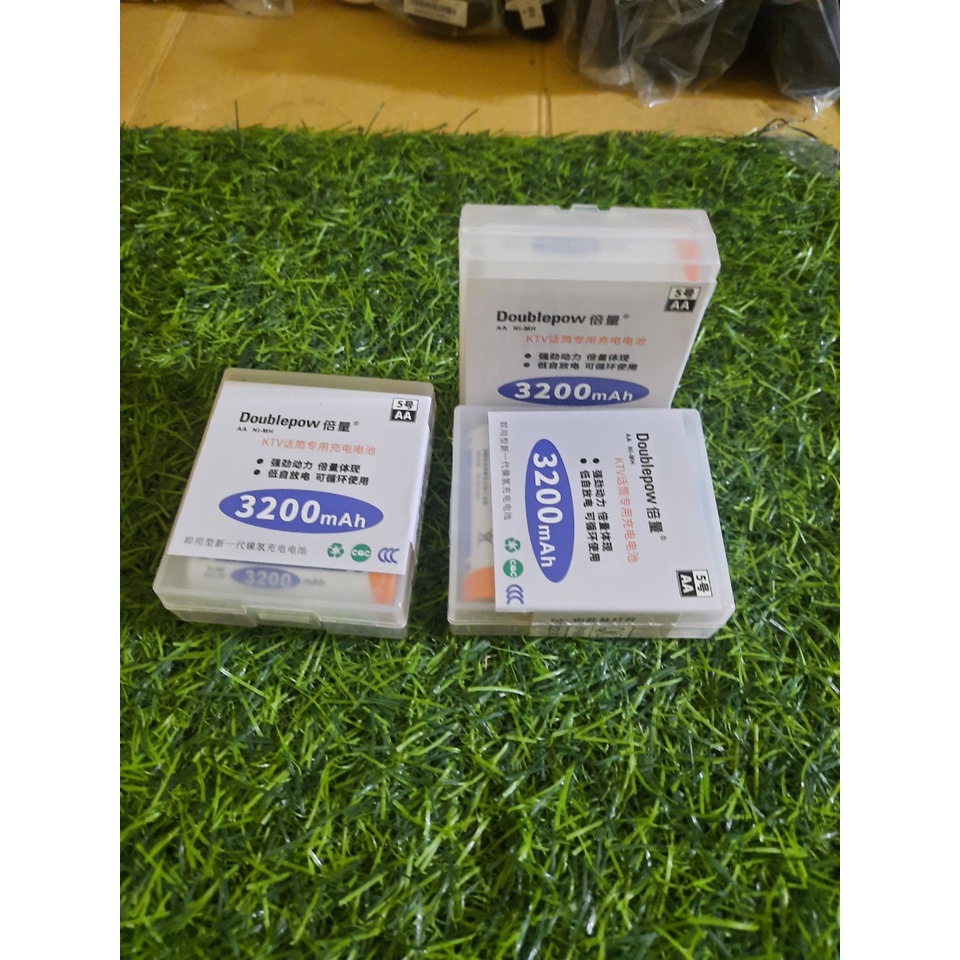 5号
AA
Doublepow 倍量®
AA Ni-MH
KTV话筒专用充电电池
● 强劲动力 倍量体现
● 低自放电 可循环使用
3200mAh
5号
AA
Doublepow 倍量®
AA Ni-MH
KTV话筒专用充电电池
● 强劲动力 倍量体现
● 低自放电 可循环使用
3200mAh
即用型新一代镍氢充电电池
CQC
CCC
3200 mAh
5号
AA
Doublepow 倍量®
AA Ni-MH
KTV话筒专用充电电池
● 强劲动力 倍量体现
● 低自放电 可循环使用
3200mAh
即用型新一代镍氢充电电池
CQC
CCC